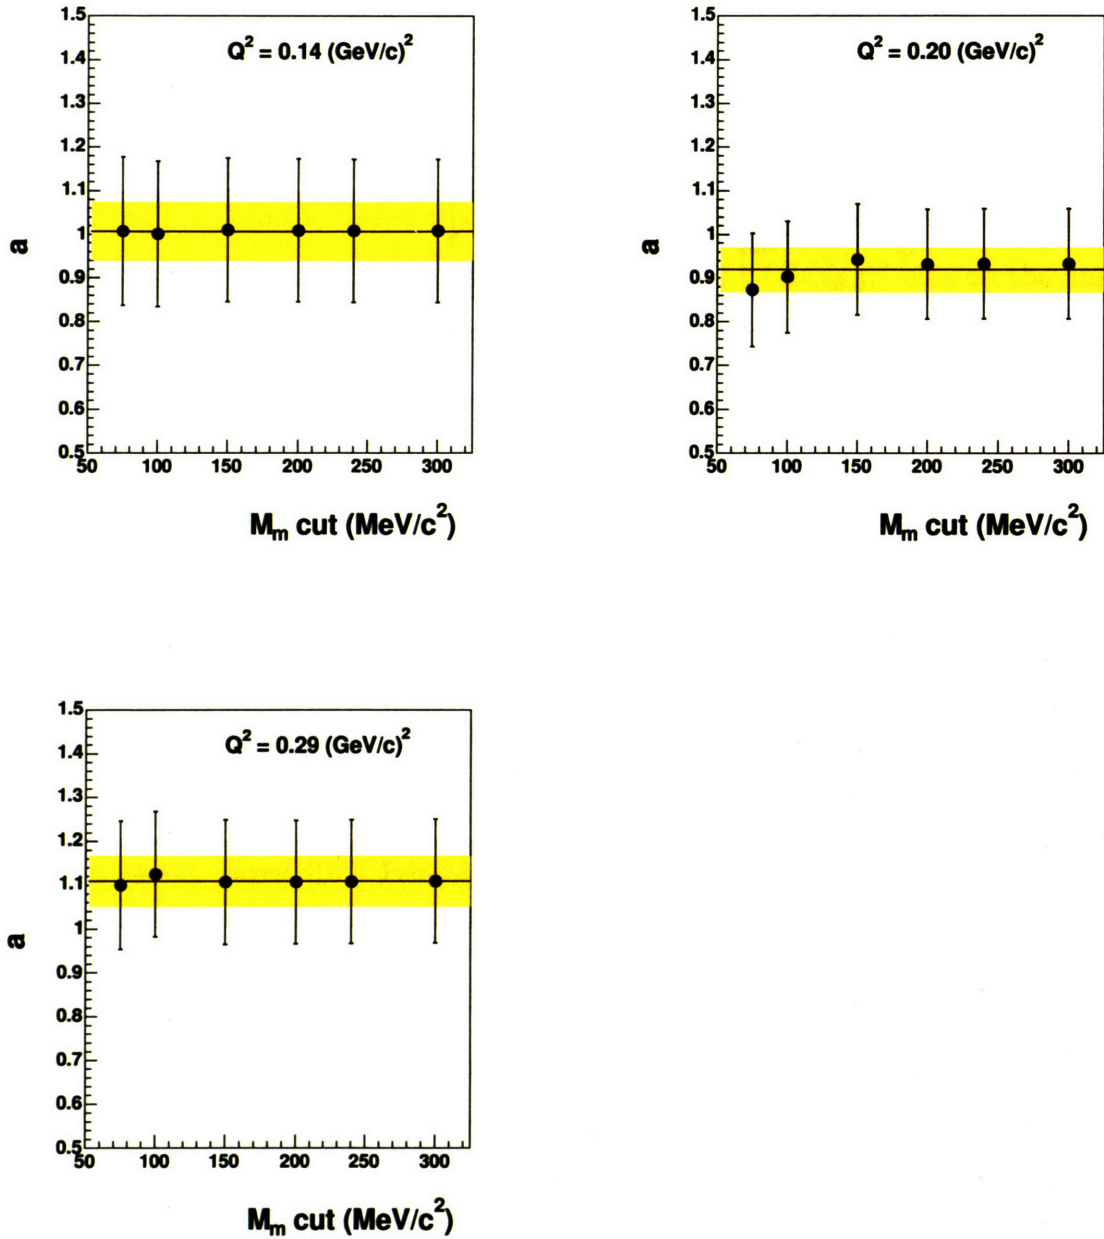 1.5
1.4
1.3
1.2
1.1
1
0.9
0.8
0.7
0.6
0.5
50 100 150 200 250 300
Q² = 0.14 (GeV/c)²
a
Mₘ cut (MeV/c²)
1.5
1.4
1.3
1.2
1.1
1
0.9
0.8
0.7
0.6
0.5
50 100 150 200 250 300
Q² = 0.20 (GeV/c)²
a
Mₘ cut (MeV/c²)
1.5
1.4
1.3
1.2
1.1
1
0.9
0.8
0.7
0.6
0.5
50 100 150 200 250 300
Q² = 0.29 (GeV/c)²
a
Mₘ cut (MeV/c²)